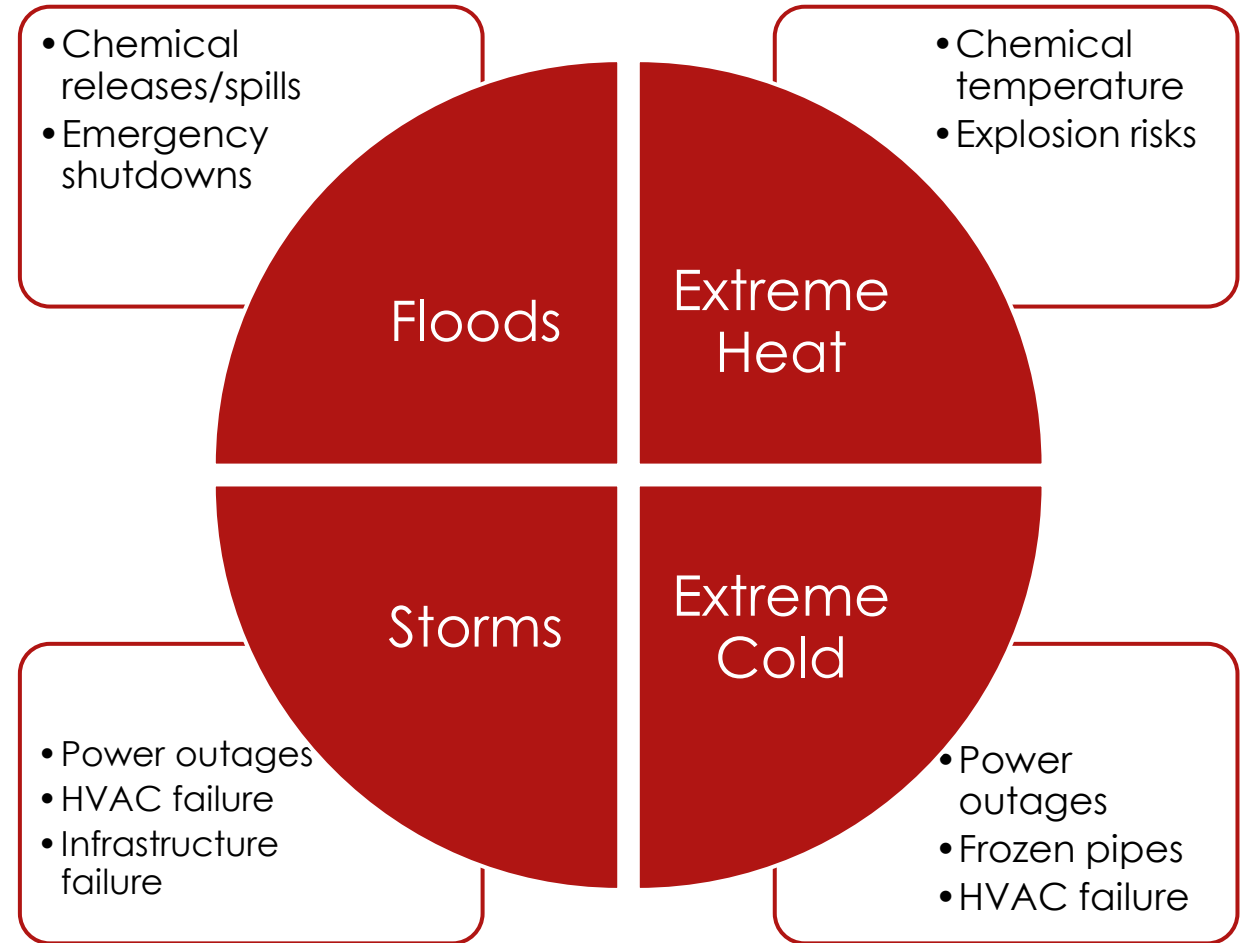 •Chemical
releases/spills
•Emergency
shutdowns
•Chemical
temperature
•Explosion risks
Floods
Extreme
Heat
Storms
Extreme
Cold
•Power outages
•HVAC failure
•Infrastructure
failure
•Power
outages
•Frozen pipes
•HVAC failure